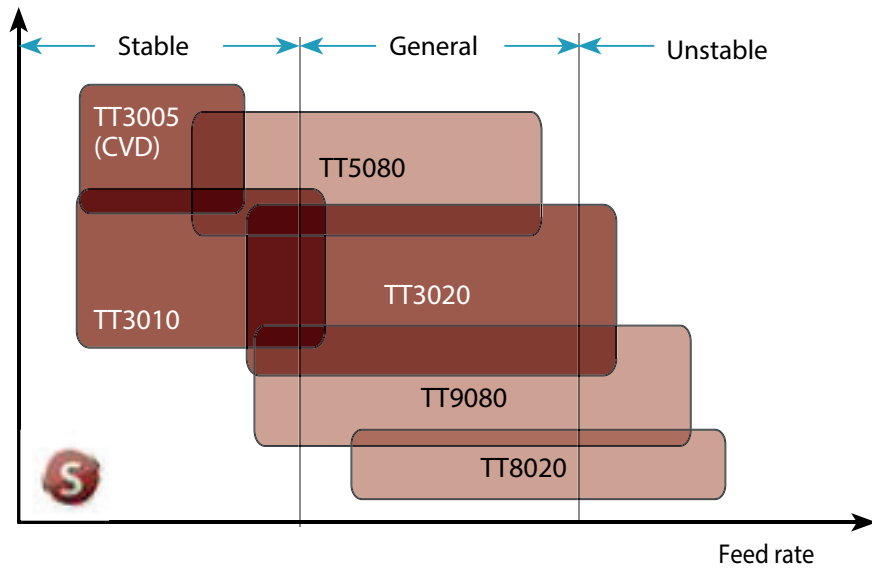 Stable
General
Unstable
TT3005
(CVD)
TT5080
TT3010
TT3020
TT9080
TT8020
S
Feed rate